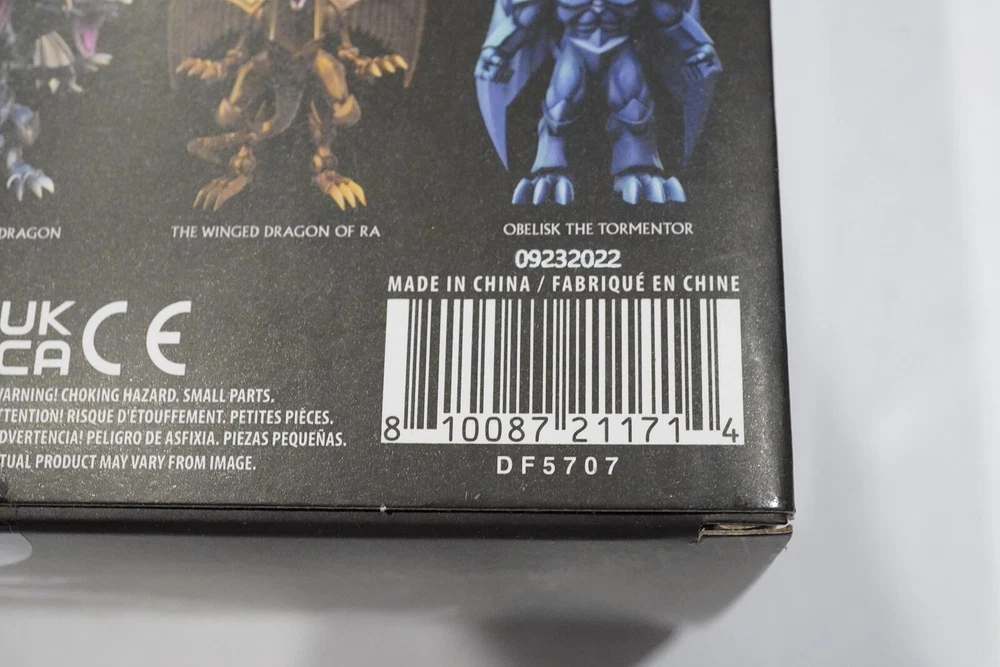 DRAGON
THE WINGED DRAGON OF RA
OBELISK THE TORMENTOR
09232022
MADE IN CHINA / FABRIQUÉ EN CHINE
UK
CA CE
WARNING! CHOKING HAZARD. SMALL PARTS.
TTENTION! RISQUE D'ÉTOUFFEMENT. PETITES PIÈCES.
DVERTENCIA! PELIGRO DE ASFIXIA. PIEZAS PEQUEÑAS.
TUAL PRODUCT MAY VARY FROM IMAGE.
8 10087 21171 4
DF5707